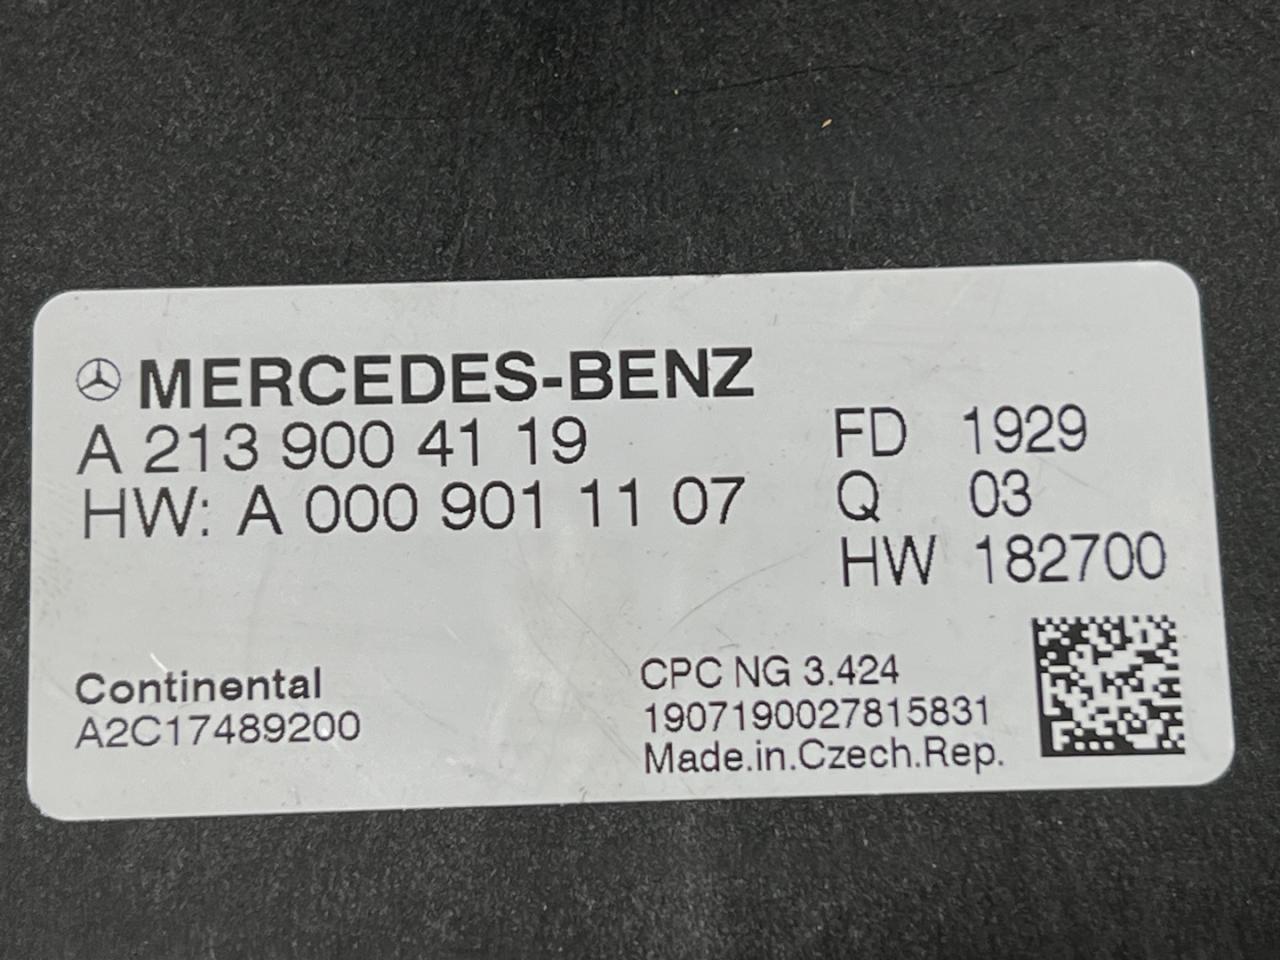 MERCEDES-BENZ
A 213 900 41 19
HW: A 000 901 11 07
FD 1929
Q 03
HW 182700
Continental
A2C17489200
CPC NG 3.424
1907190027815831
Made.in.Czech.Rep.